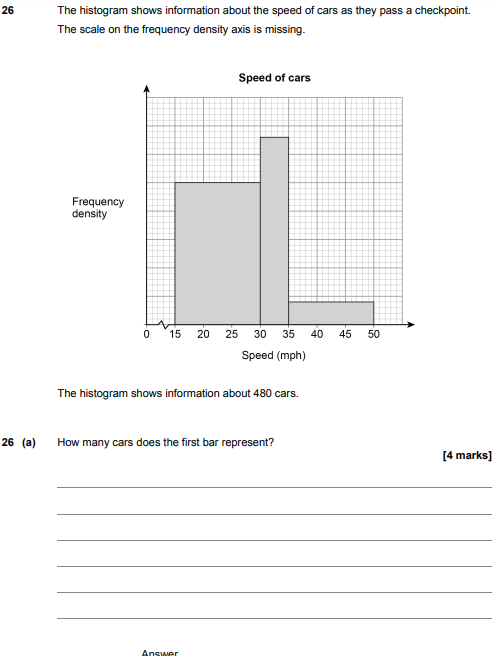 26 The histogram shows information about the speed of cars as they pass a checkpoint.
The scale on the frequency density axis is missing.
Speed of cars
Frequency
density
0 15 20 25 30 35 40 45 50
Speed (mph)
The histogram shows information about 480 cars.
26 (a) How many cars does the first bar represent?
[4 marks]
Answer